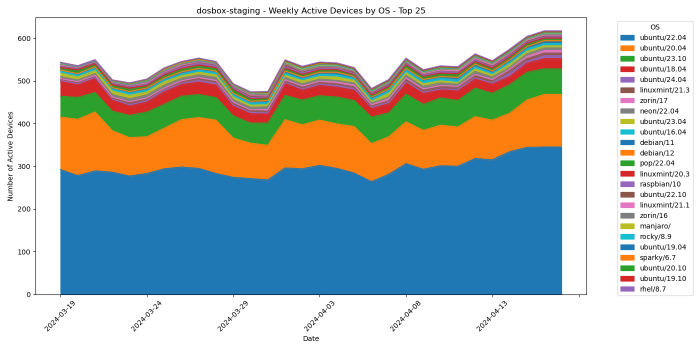 dosbox-staging - Weekly Active Devices by OS - Top 25
Number of Active Devices
600
500
400
300
200
100
0
2024-03-19
2024-03-24
2024-03-29
2024-04-03
2024-04-08
2024-04-13
Date
OS
ubuntu/22.04
ubuntu/20.04
ubuntu/23.10
ubuntu/18.04
ubuntu/24.04
linuxmint/21.3
zorin/17
neon/22.04
ubuntu/23.04
ubuntu/16.04
debian/11
debian/12
pop/22.04
linuxmint/20.3
raspbian/10
ubuntu/22.10
linuxmint/21.1
zorin/16
manjaro/
rocky/8.9
ubuntu/19.04
sparky/6.7
ubuntu/20.10
ubuntu/19.10
rhel/8.7